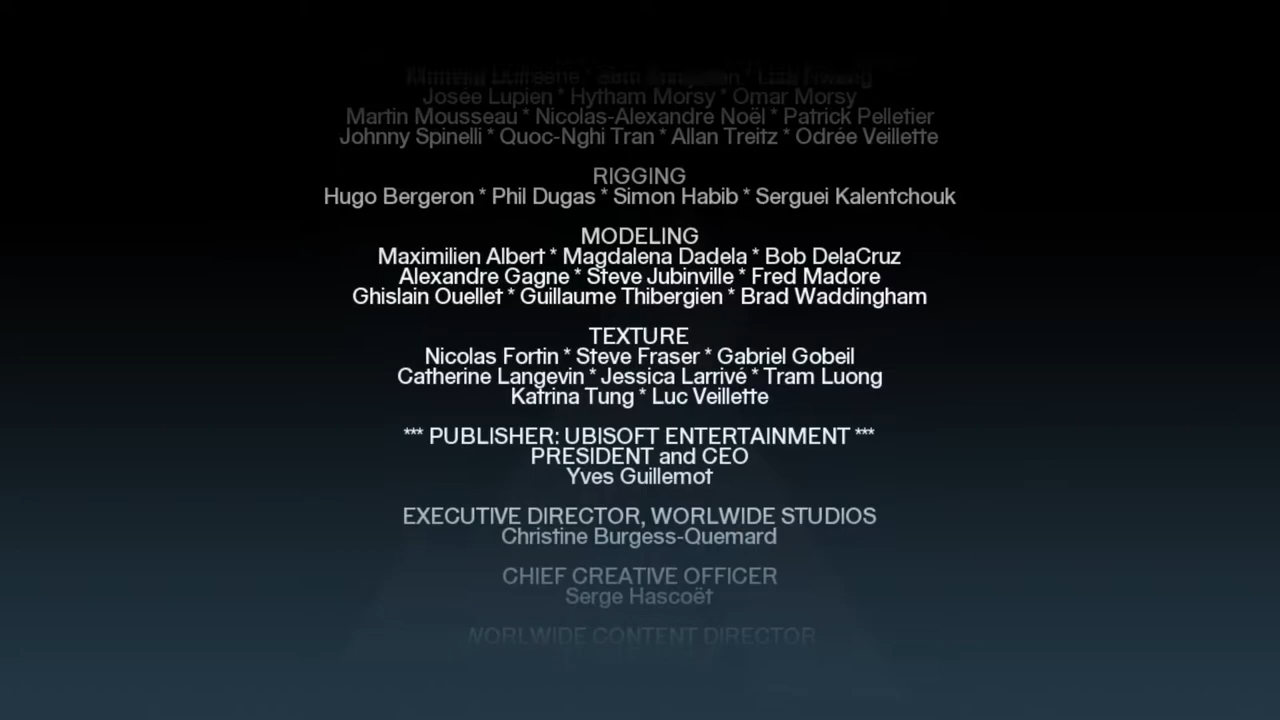 Josée Lupien * Hytham Morsy * Omar Morsy
Martin Mousseau * Nicolas-Alexandre Noël * Patrick Pelletier
Johnny Spinelli * Quoc-Nghi Tran * Allan Treitz * Odrée Veillette
RIGGING
Hugo Bergeron * Phil Dugas * Simon Habib * Serguei Kalentchouk
MODELING
Maximilien Albert * Magdalena Dadela * Bob DelaCruz
Alexandre Gagne * Steve Jubinville * Fred Madore
Ghislain Ouellet * Guillaume Thibergien * Brad Waddingham
TEXTURE
Nicolas Fortin * Steve Fraser * Gabriel Gobeil
Catherine Langevin * Jessica Larrivé * Tram Luong
Katrina Tung * Luc Veillette
*** PUBLISHER: UBISOFT ENTERTAINMENT ***
PRESIDENT and CEO
Yves Guillemot
EXECUTIVE DIRECTOR, WORLWIDE STUDIOS
Christine Burgess-Quemard
CHIEF CREATIVE OFFICER
Serge Hascoët
WORLWIDE CONTENT DIRECTOR